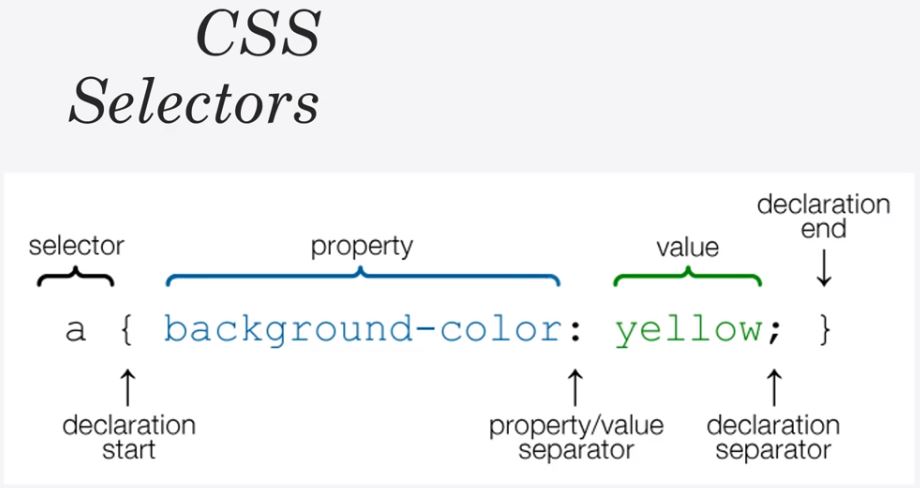 CSS
Selectors
declaration
end
selector
property
value
a { background-color: yellow; }
declaration
start
property/value
separator
declaration
separator